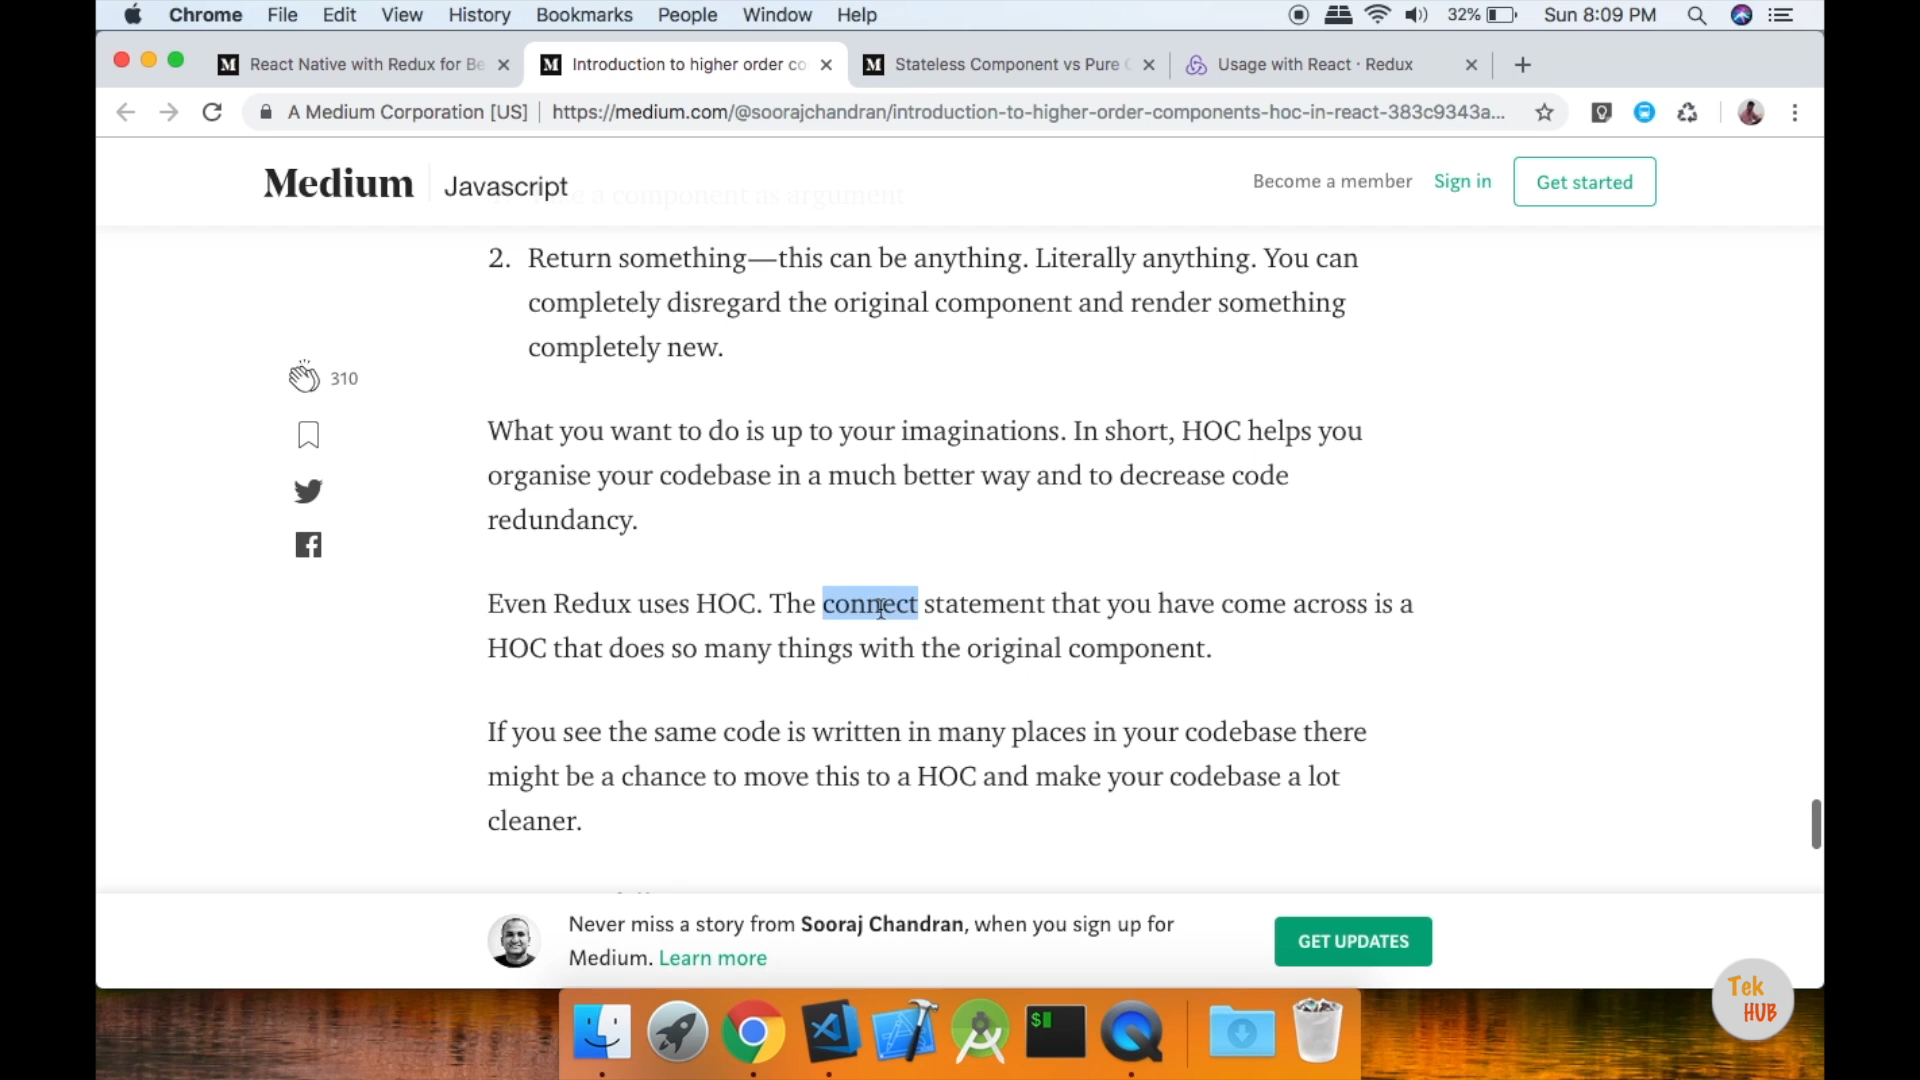 Chrome File Edit View History Bookmarks People Window Help 32% Sun 8:09 PM
React Native with Redux for Be
Introduction to higher order co
Stateless Component vs Pure C
Usage with React · Redux
A Medium Corporation [US] https://medium.com/@soorajchandran/introduction-to-higher-order-components-hoc-in-react-383c9343a...
Medium Javascript Become a member Sign in Get started
a component as argument
2. Return something—this can be anything. Literally anything. You can
completely disregard the original component and render something
completely new.
310
What you want to do is up to your imaginations. In short, HOC helps you
organise your codebase in a much better way and to decrease code
redundancy.
Even Redux uses HOC. The connect statement that you have come across is a
HOC that does so many things with the original component.
If you see the same code is written in many places in your codebase there
might be a chance to move this to a HOC and make your codebase a lot
cleaner.
Never miss a story from Sooraj Chandran, when you sign up for
Medium. Learn more
GET UPDATES
Tek
HUB
$